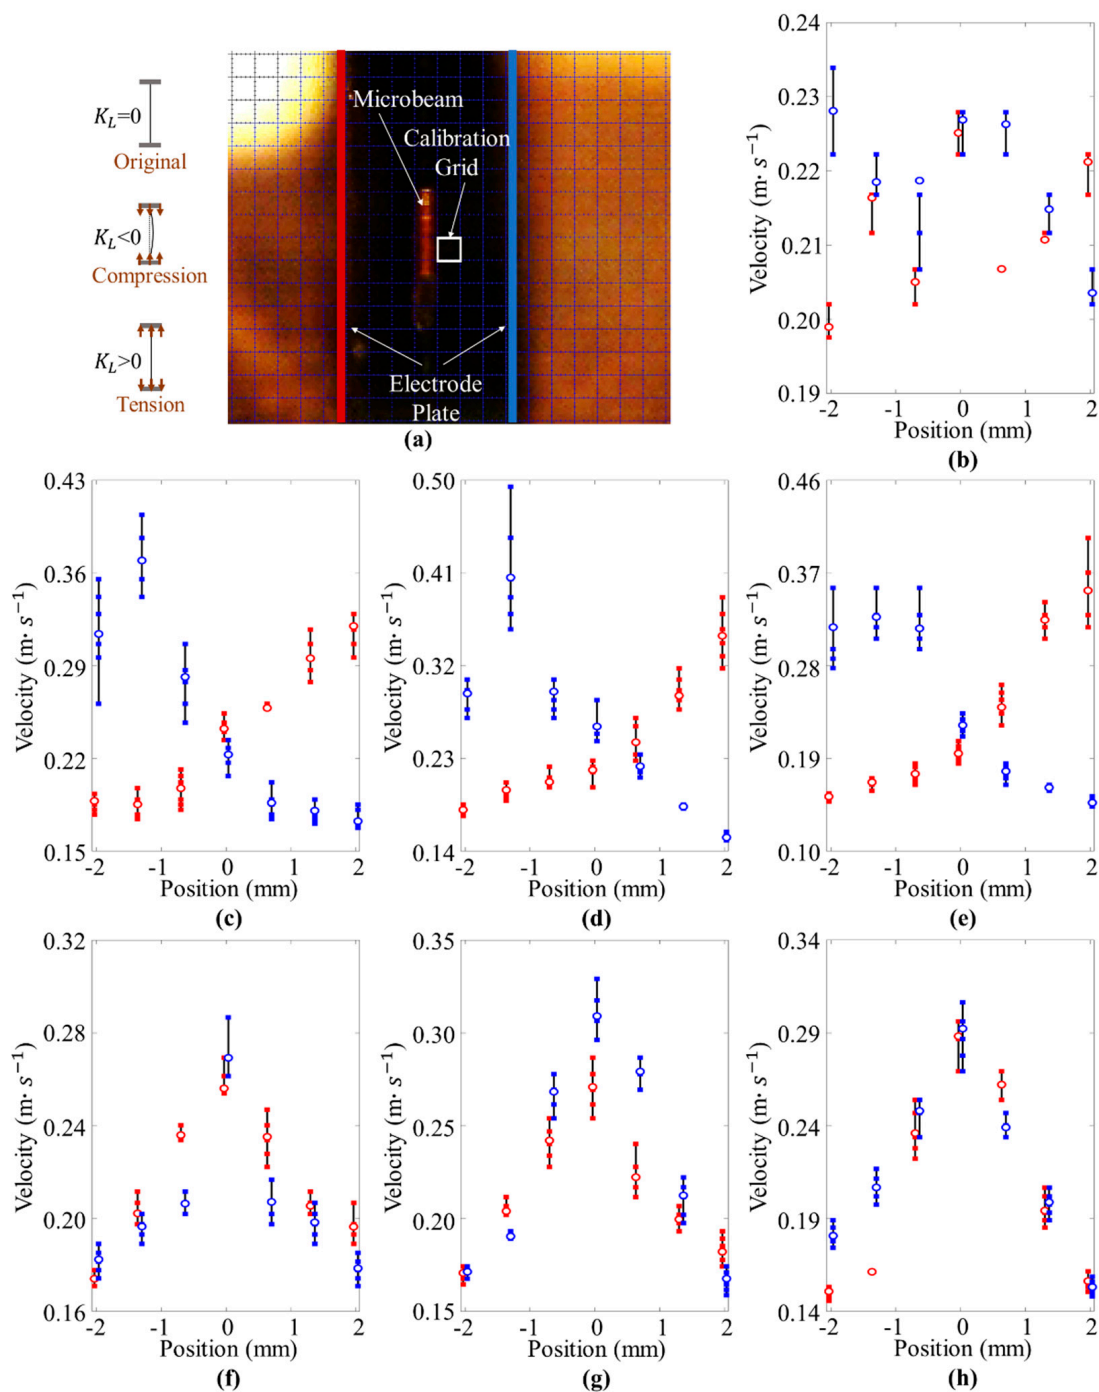 K_L=0
Original
K_L<0
Compression
K_L>0
Tension
Microbeam
Calibration
Grid
Electrode
Plate
(a)
0.24
0.23
0.22
0.21
0.20
0.19
Velocity (m· s⁻¹)
-2 -1 0 1 2
Position (mm)
(b)
0.43
0.36
0.29
0.22
0.15
Velocity (m· s⁻¹)
-2 -1 0 1 2
Position (mm)
(c)
0.50
0.41
0.32
0.23
0.14
Velocity (m· s⁻¹)
-2 -1 0 1 2
Position (mm)
(d)
0.46
0.37
0.28
0.19
0.10
Velocity (m· s⁻¹)
-2 -1 0 1 2
Position (mm)
(e)
0.32
0.28
0.24
0.20
0.16
Velocity (m· s⁻¹)
-2 -1 0 1 2
Position (mm)
(f)
0.35
0.30
0.25
0.20
0.15
Velocity (m· s⁻¹)
-2 -1 0 1 2
Position (mm)
(g)
0.34
0.29
0.24
0.19
0.14
Velocity (m· s⁻¹)
-2 -1 0 1 2
Position (mm)
(h)